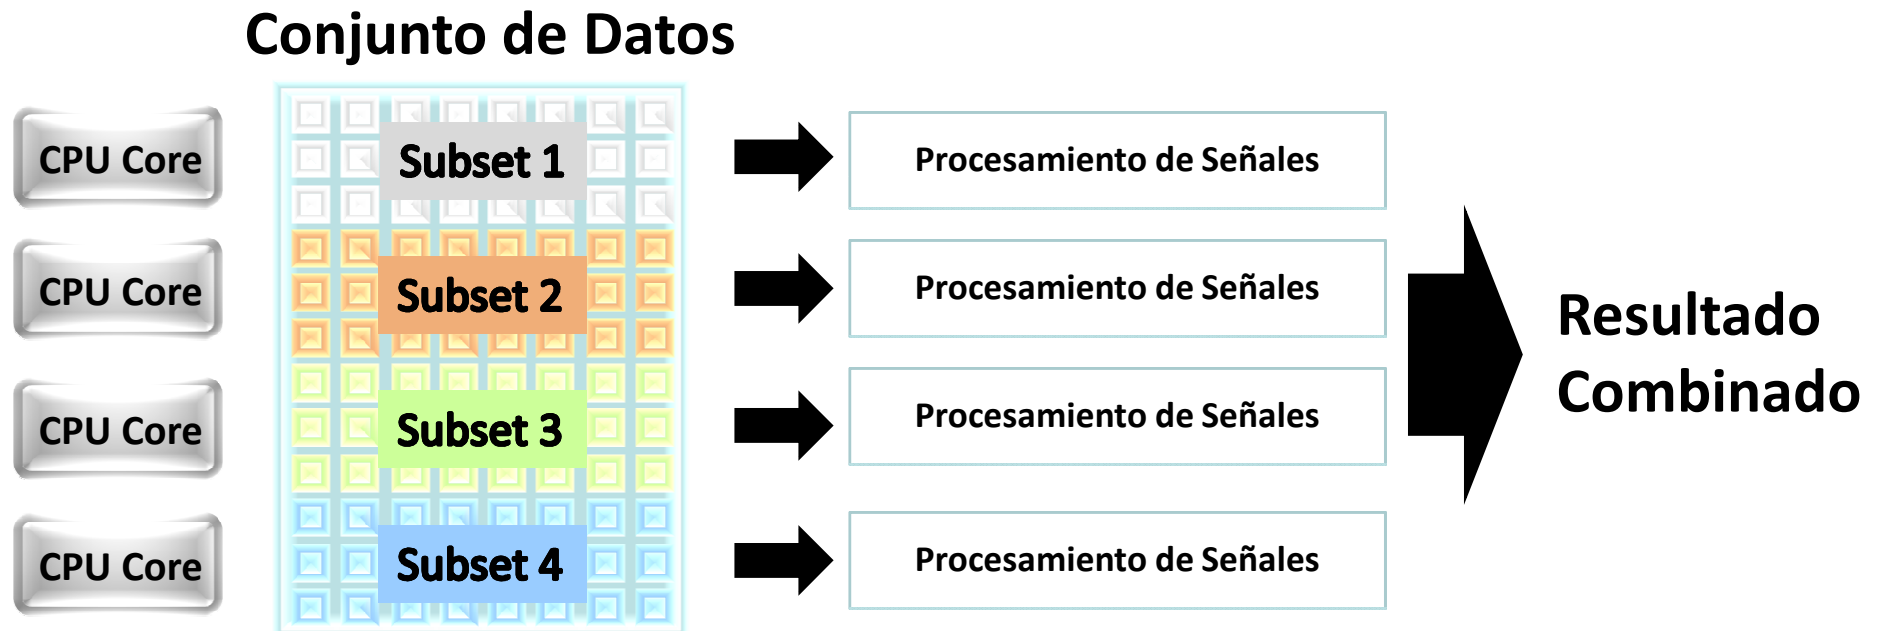 Conjunto de Datos
CPU Core
Subset 1
Procesamiento de Señales
CPU Core
Subset 2
Procesamiento de Señales
CPU Core
Subset 3
Procesamiento de Señales
CPU Core
Subset 4
Procesamiento de Señales
Resultado
Combinado